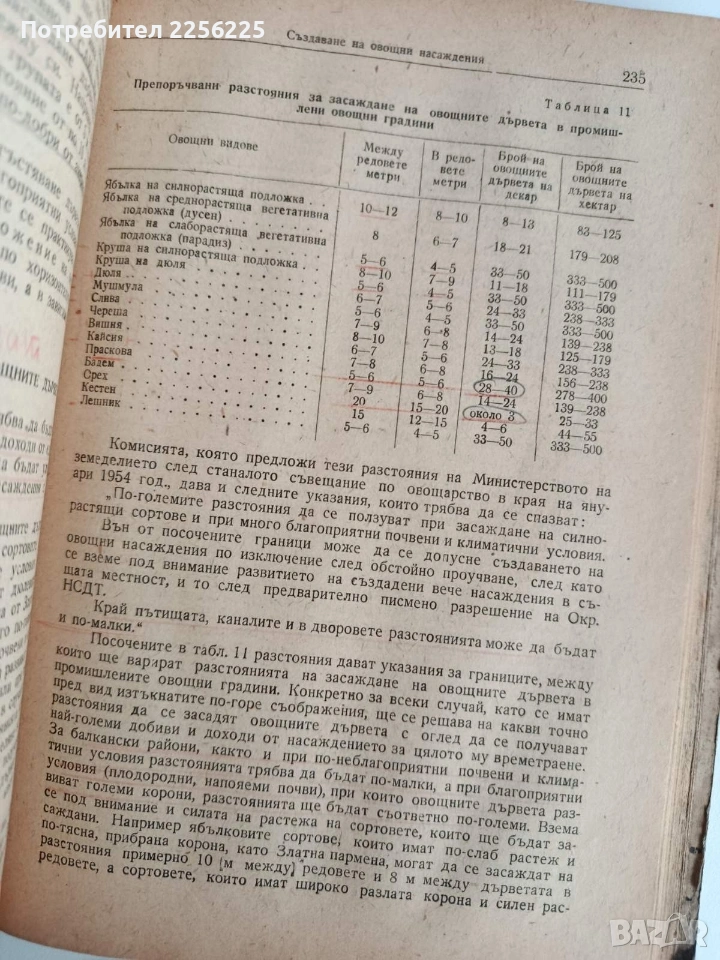 Потребител 2256225
Създаване на овощни насаждения
235
Таблица 11
Препоръчвани разстояния за засаждане на овощните дървета в промиш-
лени овощни градини
Овощни видове | Между редовете метри | В редо- вете метри | Брой на овощните дървета на декар | Брой на овощните дървета на хектар
Ябълка на силнорастяща подложка . . | 10—12 | 8—10 | 8—13 | 83—125
Ябълка на среднорастяща вегетативна
подложка (дусен) . . . . . . | 8 | 6—7 | 18—21 | 179—208
Ябълка на слаборастяща вегетативна
подложка (парадиз) . . . . . . | 5—6 | 4—5 | 33—50 | 333—500
Круша на силнорастяща подложка . . . | 8—10 | 7—9 | 11—18 | 111—179
Круша на дюля . . . . . . | 5—6 | 4—5 | 33—50 | 333—500
Дюля . . . . . . | 6—7 | 5—6 | 24—33 | 238—333
Мушмула . . . . . . | 5—6 | 4—5 | 33—50 | 333—500
Слива . . . . . . | 7—9 | 6—8 | 14—24 | 139—238
Череша . . . . . . | 8—10 | 7—8 | 13—18 | 125—179
Вишня . . . . . . | 6—7 | 5—6 | 24—33 | 238—333
Кайсия . . . . . . | 7—8 | 6—8 | 16—24 | 156—238
Праскова . . . . . . | 5—6 | 5—6 | 28—40 | 278—400
Бадем . . . . . . | 7—9 | 6—8 | 14—24 | 139—238
Орех . . . . . . | 20 | 15—20 | около 3 | 25—33
Кестен . . . . . . | 15 | 12—15 | 4—6 | 44—55
Лешник . . . . . . | 5—6 | 4—5 | 33—50 | 333—500
Комисията, която предложи тези разстояния на Министерството на
земеделието след станалото съвещание по овощарство в края на яну-
ари 1954 год., дава и следните указания, които трябва да се спазват:
„По-големите разстояния да се ползуват при засаждане на силно-
растящи сортове и при много благоприятни почвени и климатични условия.
Вън от посочените граници може да се допусне създаването на
овощни насаждения по изключение след обстойно проучване, след като
се вземе под внимание развитието на създадени вече насаждения в съ-
щата местност, и то след предварително писмено разрешение на Окр.
НСДТ.
Край пътищата, каналите и в дворовете разстоянията може да бъдат
и по-малки.“
Посочените в табл. 11 разстояния дават указания за границите, между
които ще варират разстоянията на засаждане на овощните дървета в
промишлените овощни градини. Конкретно за всеки случай, като се имат
пред вид изтъкнатите по-горе съображения, ще се решава на какви точно
разстояния да се засадят овощните дървета с оглед да се получават
най-големи добиви и доходи от насаждението за цялото му времетраене.
За балкански райони, както и при по-неблагоприятни почвени и клима-
тични условия разстоянията трябва да бъдат по-малки, а при благоприятни
условия (плодородни, напояеми почви), при които овощните дървета раз-
виват големи корони, разстоянията ще бъдат съответно по-големи. Взема
се под внимание и силата на растежа на сортовете, които ще бъдат за-
саждани. Например ябълковите сортове, които имат по-слаб растеж и
по-тясна, прибрана корона, като Златна пармена, могат да се засаждат на
разстояния примерно 10 м между редовете и 8 м между дърветата в
редовете, а сортовете, които имат широко разлата корона и силен рас-
BAZAR